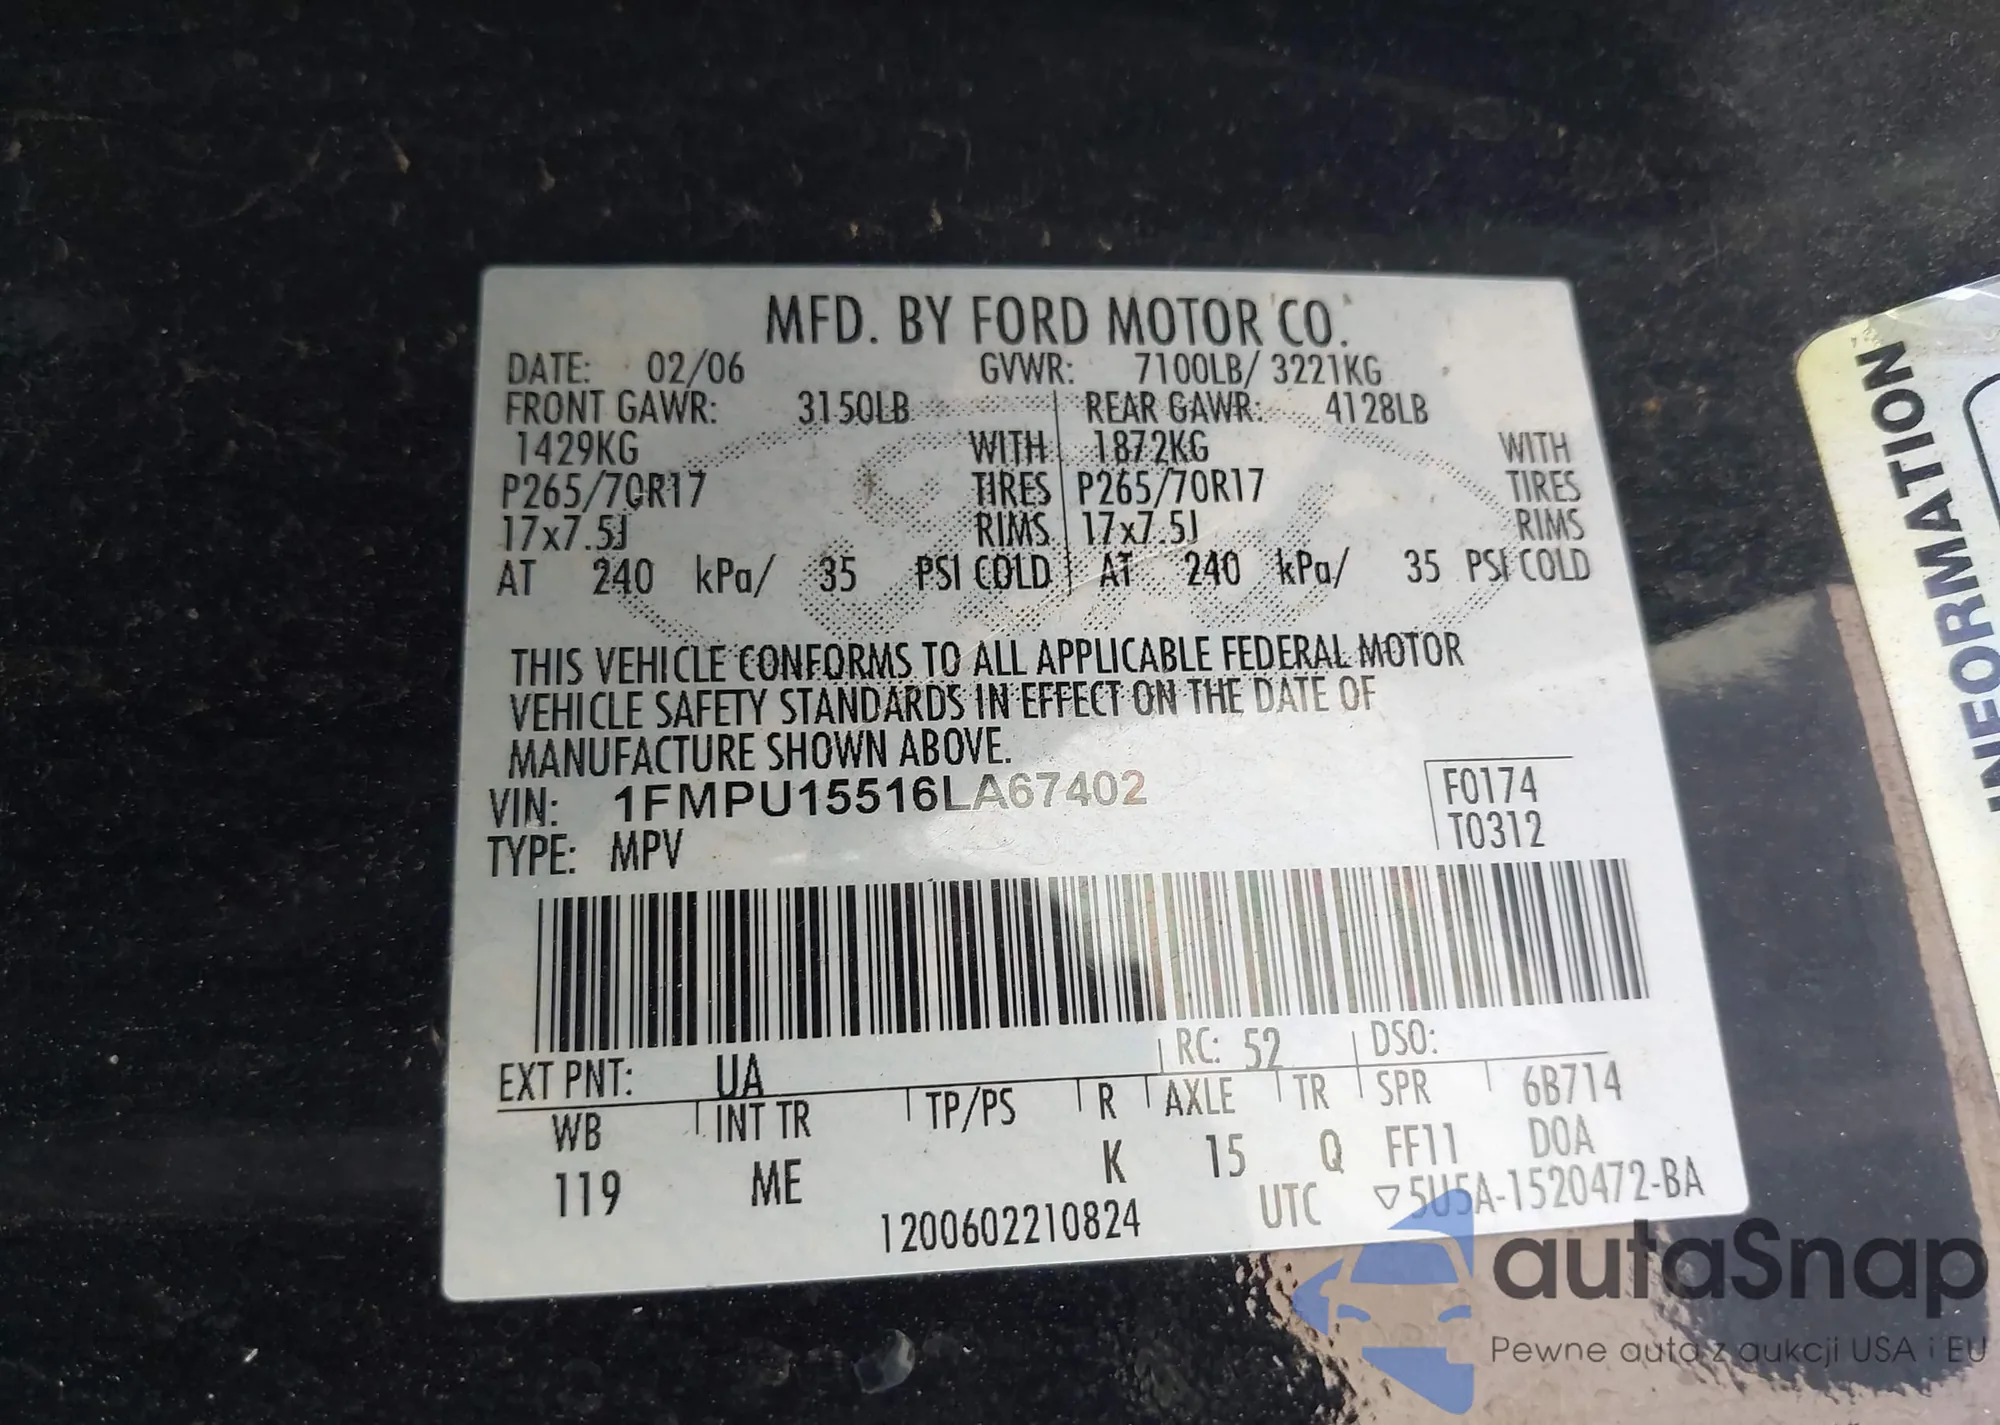 MFD. BY FORD MOTOR CO.
DATE: 02/06 GVWR: 7100LB/ 3221KG
FRONT GAWR: 3150LB REAR GAWR: 4128LB
1429KG WITH 1872KG WITH
P265/70R17 TIRES P265/70R17 TIRES
17x7.5J RIMS 17x7.5J RIMS
AT 240 kPa/ 35 PSI COLD AT 240 kPa/ 35 PSI COLD
THIS VEHICLE CONFORMS TO ALL APPLICABLE FEDERAL MOTOR
VEHICLE SAFETY STANDARDS IN EFFECT ON THE DATE OF
MANUFACTURE SHOWN ABOVE.
VIN: 1FMPU15516LA67402 F0174
TYPE: MPV T0312
EXT PNT: UA RC: 52 DSO:
WB INT TR TP/PS R AXLE TR SPR 6B714
119 ME K 15 Q FF11 D0A
1200602210824 UTC ▽5U5A-1520472-BA
INFORMATION
autaSnap
Pewne auta z aukcji USA i EU